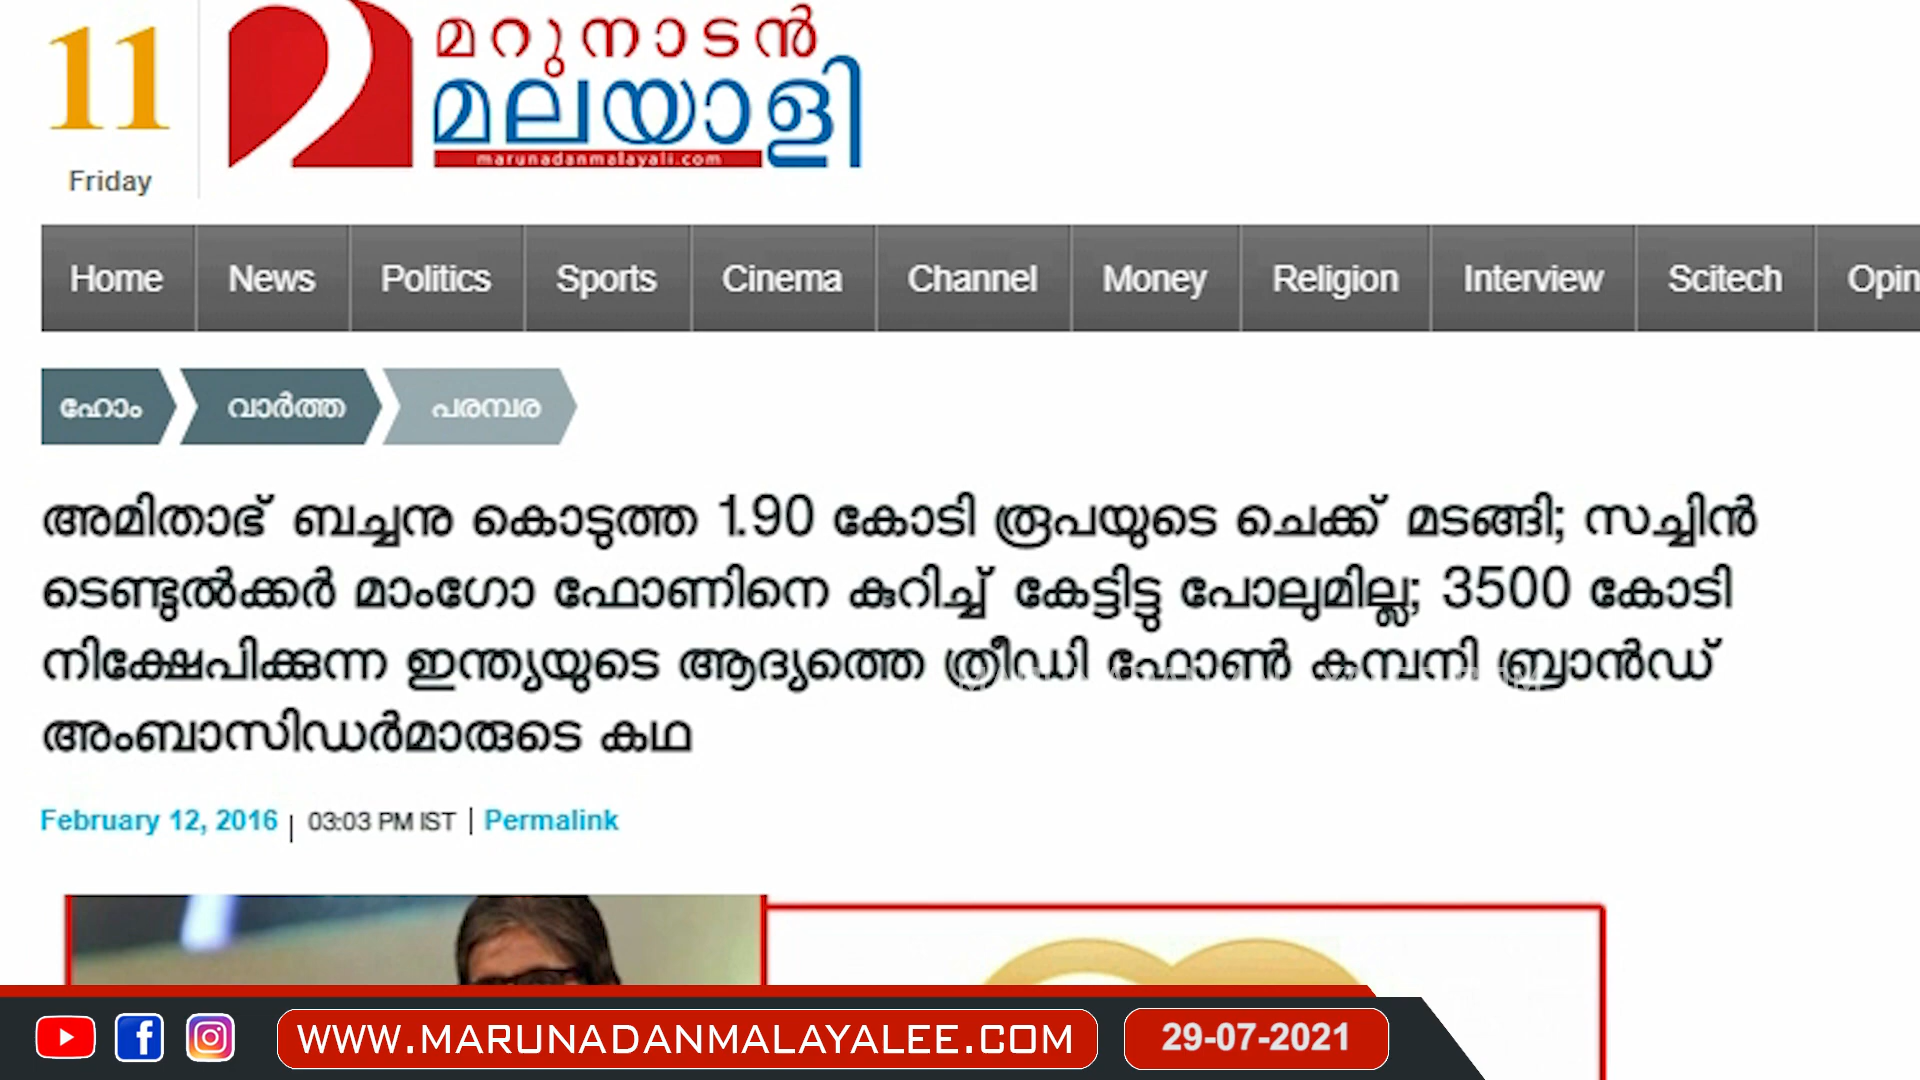 11
Friday
മറുനാടൻ
മലയാളി
marunadanmalayali.com
Home News Politics Sports Cinema Channel Money Religion Interview Scitech Opin
ഹോം വാർത്ത പരമ്പര
അമിതാഭ് ബച്ചനു കൊടുത്ത 1.90 കോടി രൂപയുടെ ചെക്ക് മടങ്ങി; സച്ചിൻ
ടെണ്ടുൽക്കർ മാംഗോ ഫോണിനെ കുറിച്ച് കേട്ടിട്ടു പോലുമില്ല; 3500 കോടി
നിക്ഷേപിക്കുന്ന ഇന്ത്യയുടെ ആദ്യത്തെ ത്രീഡി ഫോൺ കമ്പനി ബ്രാൻഡ്
അംബാസിഡർമാരുടെ കഥ
February 12, 2016 | 03:03 PM IST | Permalink
WWW.MARUNADANMALAYALEE.COM
29-07-2021